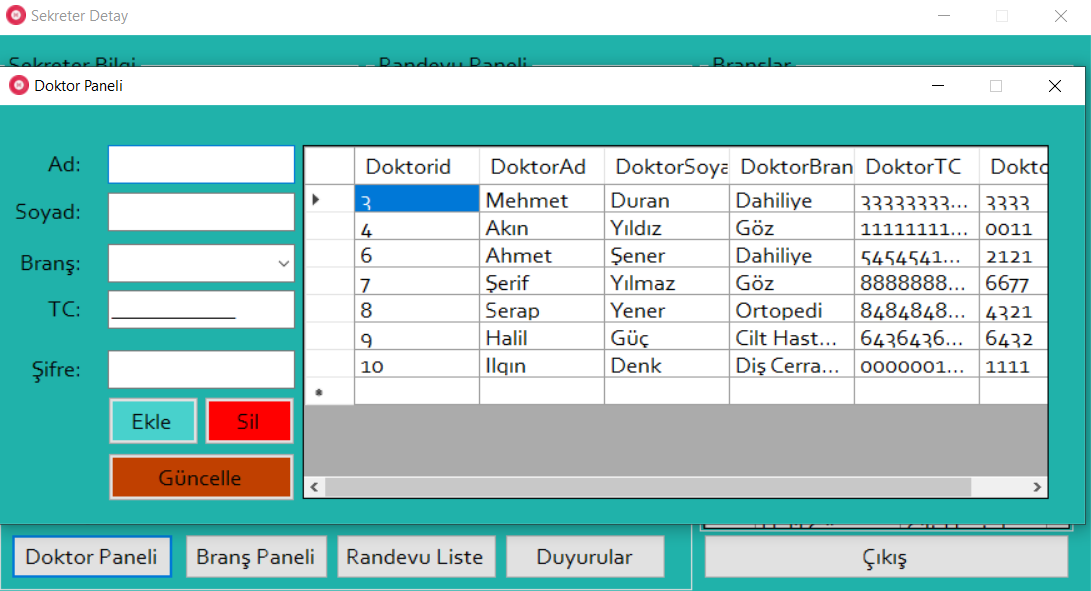 Sekreter Detay
Sekreter Bilgi Randevu Paneli Branşlar
Doktor Paneli
Ad:
Soyad:
Branş:
TC:
Şifre:
Ekle Sil
Güncelle
Doktorid DoktorAd DoktorSoya DoktorBran DoktorTC Dokto
3 Mehmet Duran Dahiliye 33333333... 3333
4 Akın Yıldız Göz 11111111... 0011
6 Ahmet Şener Dahiliye 5454541... 2121
7 Şerif Yılmaz Göz 8888888... 6677
8 Serap Yener Ortopedi 8484848... 4321
9 Halil Güç Cilt Hast... 6436436... 6432
10 Ilgın Denk Diş Cerra... 0000001... 1111
Doktor Paneli Branş Paneli Randevu Liste Duyurular Çıkış